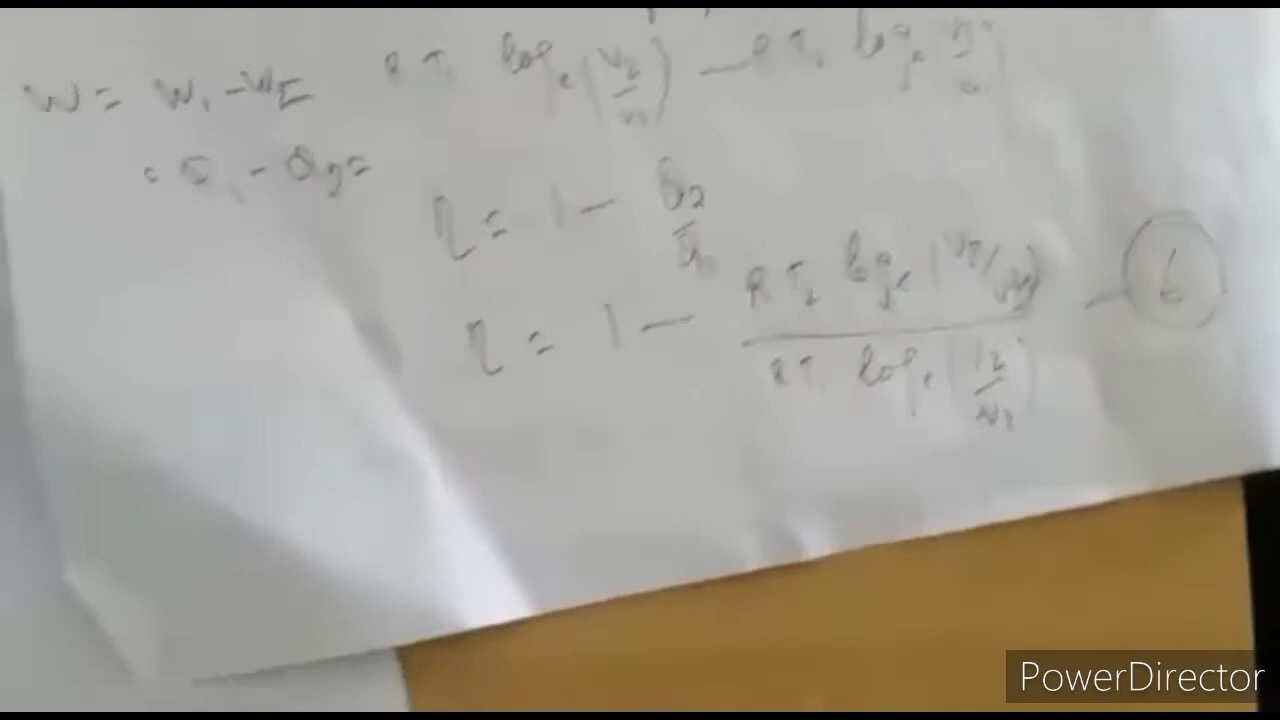 W = W₁ - W₂ = RT₁ logₑ (V₂/V₁) - RT₂ logₑ
= Q₁ - Q₂ =
η = 1 - Q₂/Q₁
η = 1 - RT₂ logₑ (V₃/V₄) / RT₁ logₑ (V₂/V₁) - 6
PowerDirector